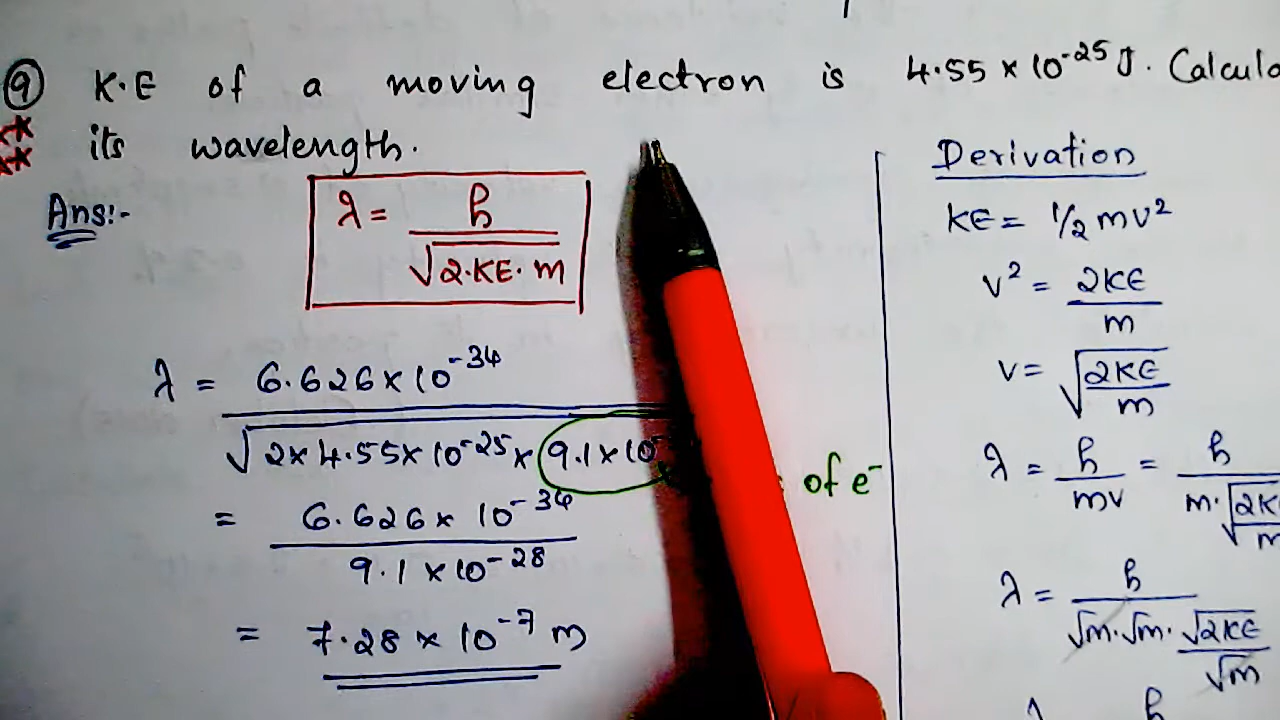 9 K.E of a moving electron is 4.55 × 10⁻²⁵ J.
its wavelength.
Ans:-
λ = h / √2.KE.m
λ = 6.626 × 10⁻³⁴ / √2 × 4.55 × 10⁻²⁵ × 9.1 × 10
of e⁻
= 6.626 × 10⁻³⁴ / 9.1 × 10⁻²⁸
= 7.28 × 10⁻⁷ m
Derivation
KE = 1/2 mv²
v² = 2KE / m
v = √2KE / m
λ = h / mv = h / m.√2K / m
λ = h / √m.√m.√2KE / √m
λ h